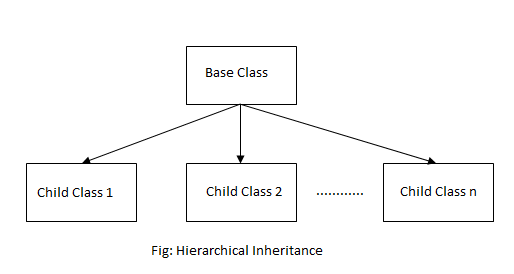 Base Class
Child Class 1
Child Class 2
............
Child Class n
Fig: Hierarchical Inheritance